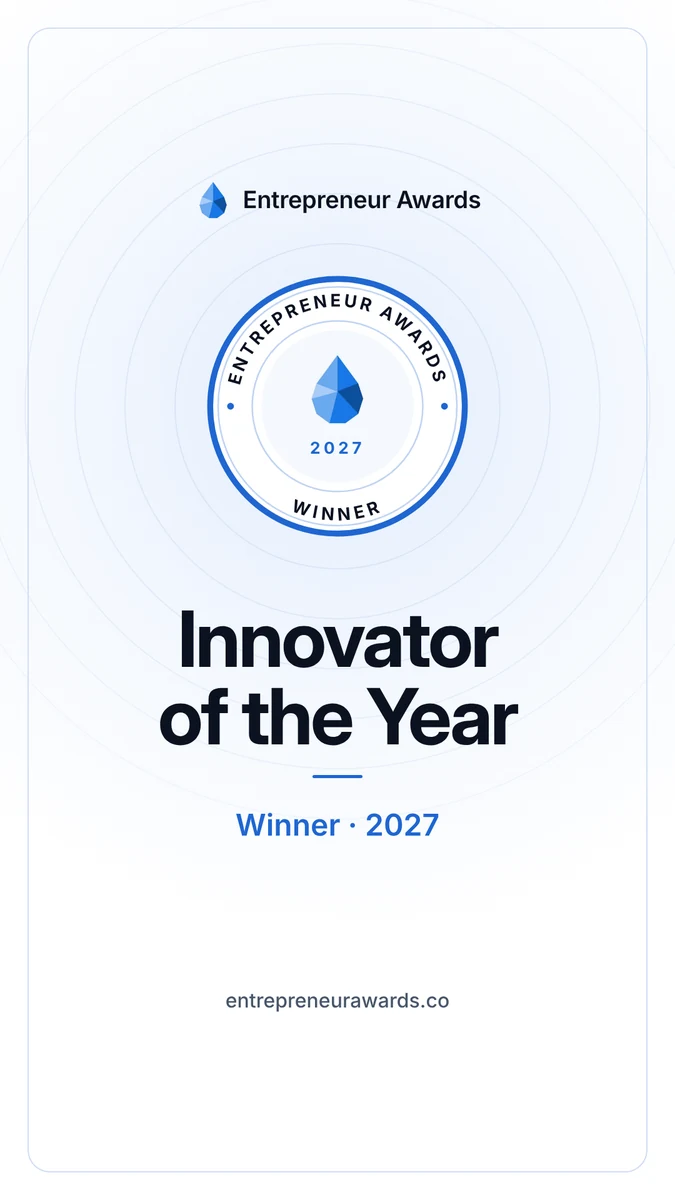 Entrepreneur Awards
ENTREPRENEUR AWARDS
2027
WINNER
Innovator
of the Year
Winner · 2027
entrepreneurawards.co